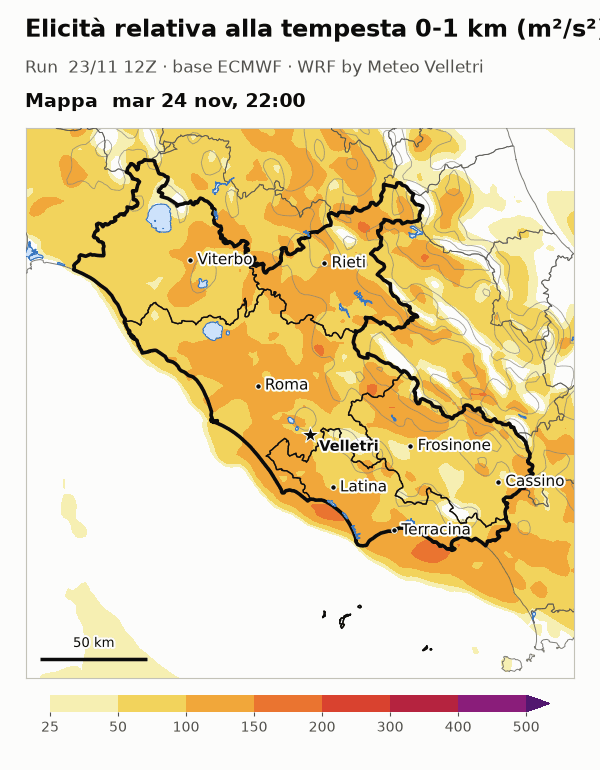 Elicità relativa alla tempesta 0-1 km (m²/s²)
Run  23/11 12Z · base ECMWF · WRF by Meteo Velletri
Mappa  mar 24 nov, 22:00
Viterbo
Rieti
Roma
Velletri
Frosinone
Latina
Cassino
Terracina
50 km
25 50 100 150 200 300 400 500